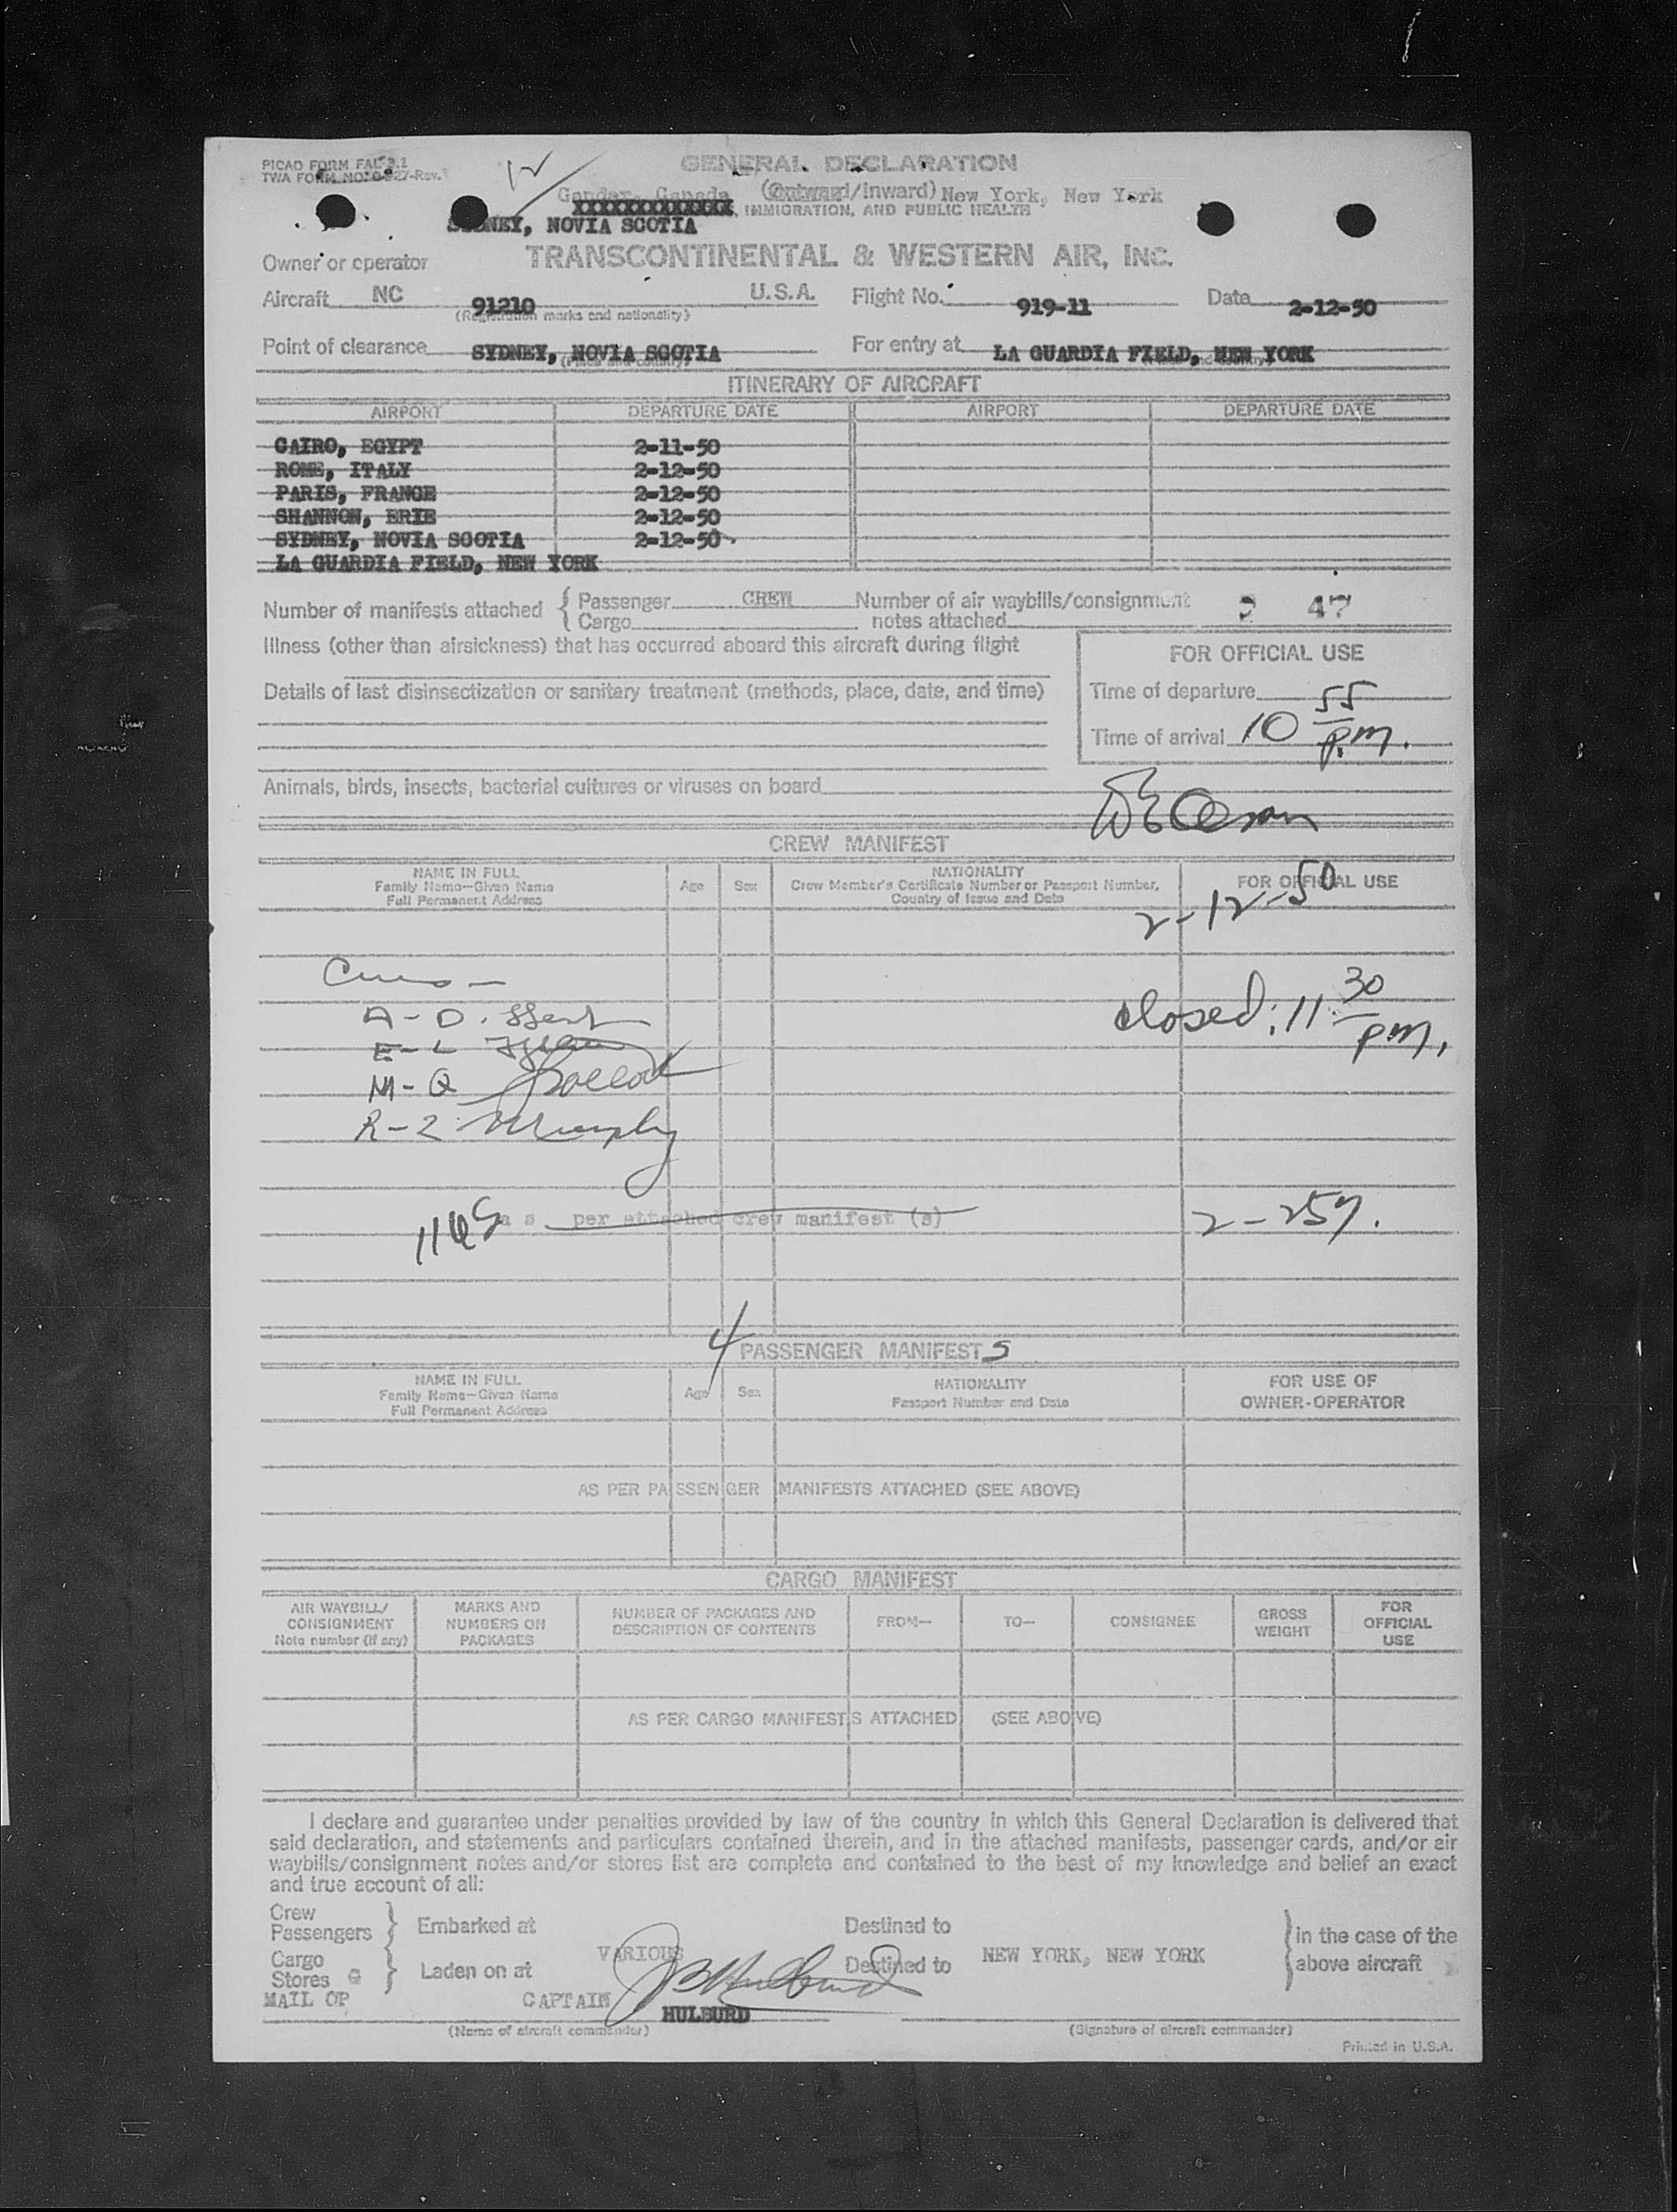 PICAD FORM FAL 2.1
TWA FORM NO.
GENERAL DECLARATION
Gander, Canada (Outward/Inward) New York, New York
XXXXXXXXXXXXX, IMMIGRATION, AND PUBLIC HEALTH
NEY, NOVIA SCOTIA
Owner or operator TRANSCONTINENTAL & WESTERN AIR, INC.
Aircraft NC 91210 U.S.A. Flight No. 919-11 Date 2-12-50
(Registration marks and nationality)
Point of clearance SYDNEY, NOVIA SCOTIA For entry at LA GUARDIA FIELD, NEW YORK
(Place and country)
ITINERARY OF AIRCRAFT
AIRPORT DEPARTURE DATE AIRPORT DEPARTURE DATE
CAIRO, EGYPT 2-11-50
ROME, ITALY 2-12-50
PARIS, FRANCE 2-12-50
SHANNON, ERIE 2-12-50
SYDNEY, NOVIA SCOTIA 2-12-50
LA GUARDIA FIELD, NEW YORK
Number of manifests attached { Passenger CREW Number of air waybills/consignment 47
Cargo notes attached
Illness (other than airsickness) that has occurred aboard this aircraft during flight
FOR OFFICIAL USE
Details of last disinsectization or sanitary treatment (methods, place, date, and time)
Time of departure
Time of arrival 10 55 p.m.
Animals, birds, insects, bacterial cultures or viruses on board
CREW MANIFEST
NAME IN FULL
Family Name—Given Name
Full Permanent Address
Age Sex
NATIONALITY
Crew Member's Certificate Number or Passport Number,
Country of Issue and Date
FOR OFFICIAL USE
2-12-50
A-D.
closed: 11 30 pm.
E-L
M-Q Pollock
R-Z Murphy
as per attached crew manifest (s)
2-257.
4 PASSENGER MANIFESTS
NAME IN FULL
Family Name—Given Name
Full Permanent Address
Age Sex
NATIONALITY
Passport Number and Date
FOR USE OF
OWNER-OPERATOR
AS PER PASSENGER MANIFESTS ATTACHED (SEE ABOVE)
CARGO MANIFEST
AIR WAYBILL/
CONSIGNMENT
Note number (if any)
MARKS AND
NUMBERS ON
PACKAGES
NUMBER OF PACKAGES AND
DESCRIPTION OF CONTENTS
FROM— TO— CONSIGNEE
GROSS
WEIGHT
FOR
OFFICIAL
USE
AS PER CARGO MANIFESTS ATTACHED (SEE ABOVE)
I declare and guarantee under penalties provided by law of the country in which this General Declaration is delivered that
said declaration, and statements and particulars contained therein, and in the attached manifests, passenger cards, and/or air
waybills/consignment notes and/or stores list are complete and contained to the best of my knowledge and belief an exact
and true account of all:
Crew
Passengers } Embarked at Destined to } in the case of the
VARIOUS NEW YORK, NEW YORK
Cargo
Stores } Laden on at Destined to above aircraft
MAIL OP CAPTAIN HULBURD
(Name of aircraft commander) (Signature of aircraft commander)
Printed in U.S.A.